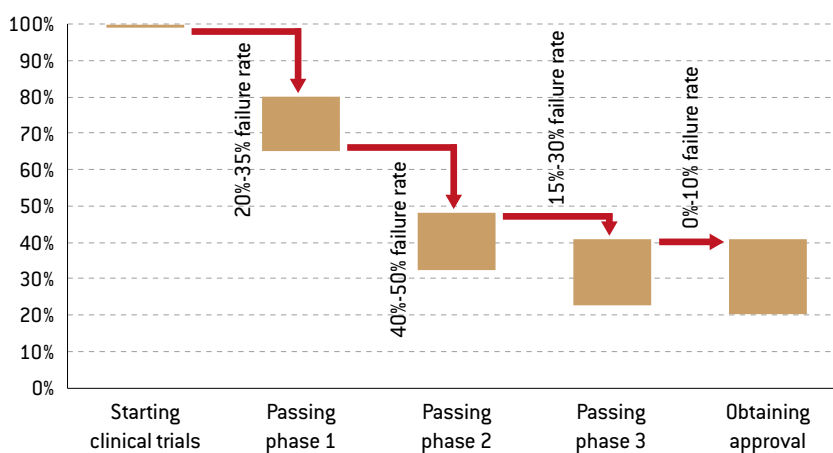 100%
90%
80%
70%
60%
50%
40%
30%
20%
10%
0%
20%-35% failure rate
40%-50% failure rate
15%-30% failure rate
0%-10% failure rate
Starting
clinical trials
Passing
phase 1
Passing
phase 2
Passing
phase 3
Obtaining
approval